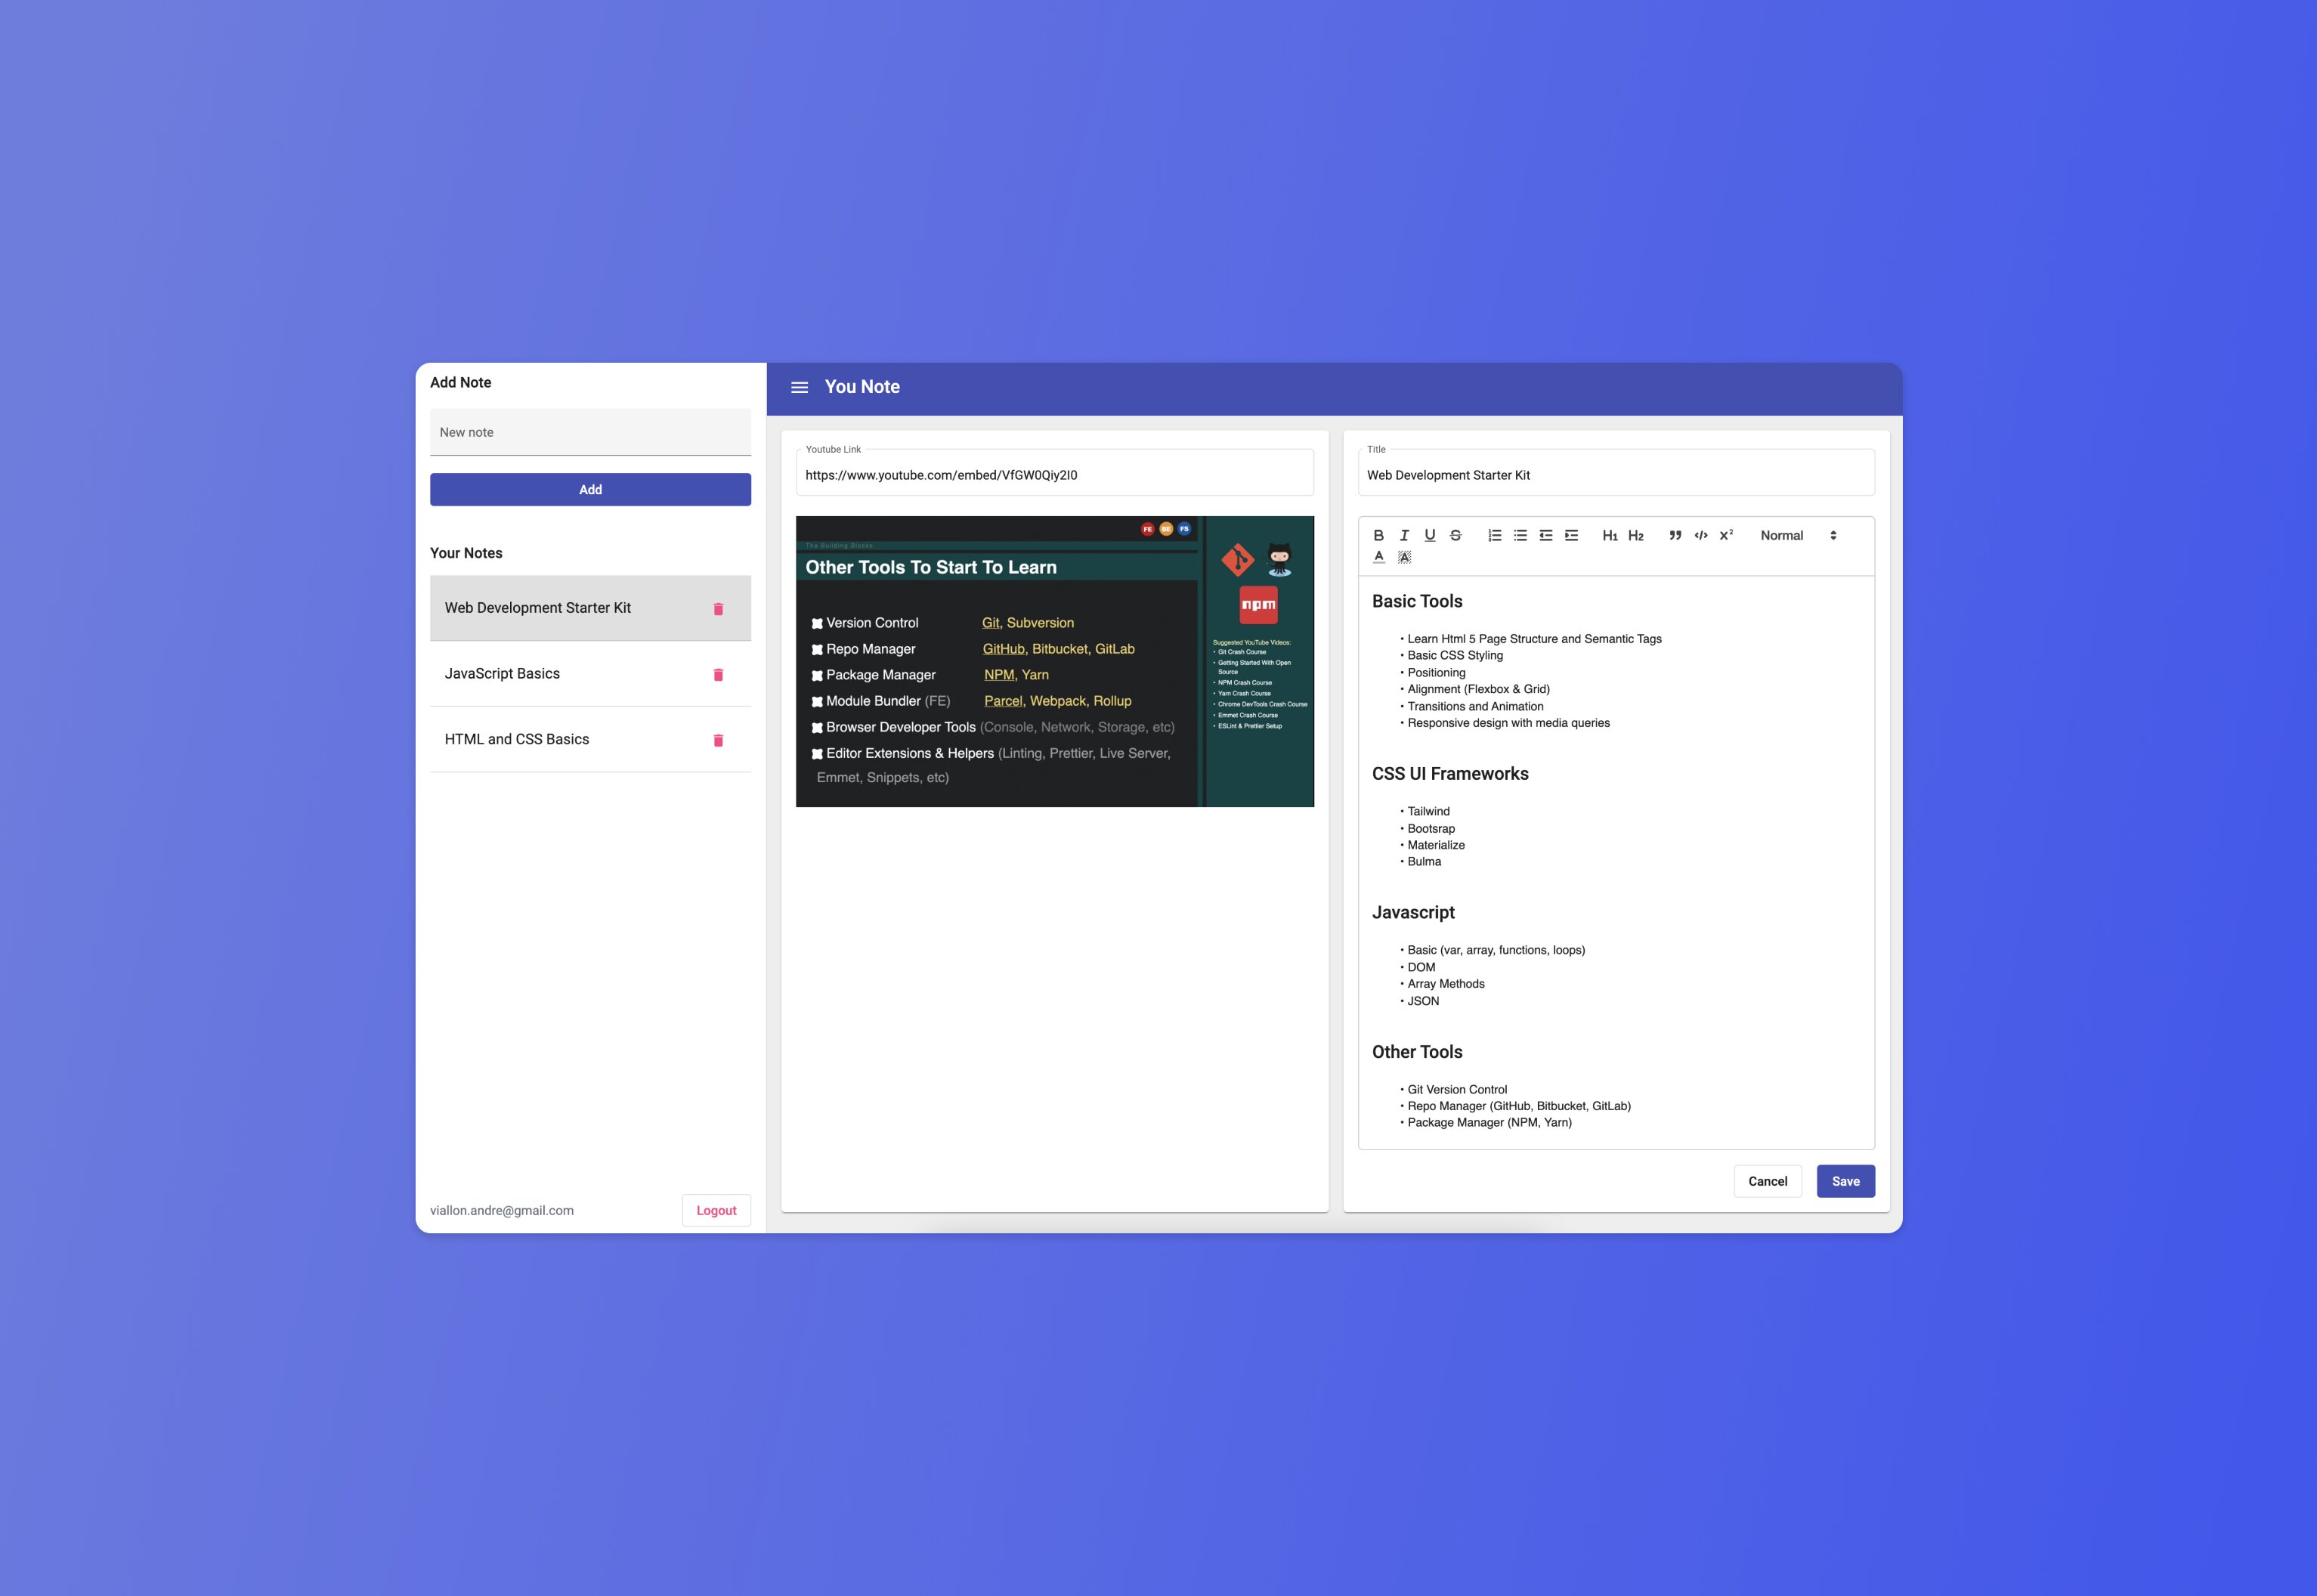 Add Note
New note
Add
Your Notes
Web Development Starter Kit
JavaScript Basics
HTML and CSS Basics
viallon.andre@gmail.com
Logout
You Note
Youtube Link
https://www.youtube.com/embed/VfGW0Qiy2I0
FE BE FS
The Building Blocks
Other Tools To Start To Learn
Version Control Git, Subversion
Repo Manager GitHub, Bitbucket, GitLab
Package Manager NPM, Yarn
Module Bundler (FE) Parcel, Webpack, Rollup
Browser Developer Tools (Console, Network, Storage, etc)
Editor Extensions & Helpers (Linting, Prettier, Live Server,
Emmet, Snippets, etc)
npm
Suggested YouTube Videos:
• Git Crash Course
• Getting Started With Open
Source
• NPM Crash Course
• Yarn Crash Course
• Chrome DevTools Crash Course
• Emmet Crash Course
• ESLint & Prettier Setup
Title
Web Development Starter Kit
B I U S H1 H2 x² Normal
A A
Basic Tools
• Learn Html 5 Page Structure and Semantic Tags
• Basic CSS Styling
• Positioning
• Alignment (Flexbox & Grid)
• Transitions and Animation
• Responsive design with media queries
CSS UI Frameworks
• Tailwind
• Bootsrap
• Materialize
• Bulma
Javascript
• Basic (var, array, functions, loops)
• DOM
• Array Methods
• JSON
Other Tools
• Git Version Control
• Repo Manager (GitHub, Bitbucket, GitLab)
• Package Manager (NPM, Yarn)
Cancel
Save